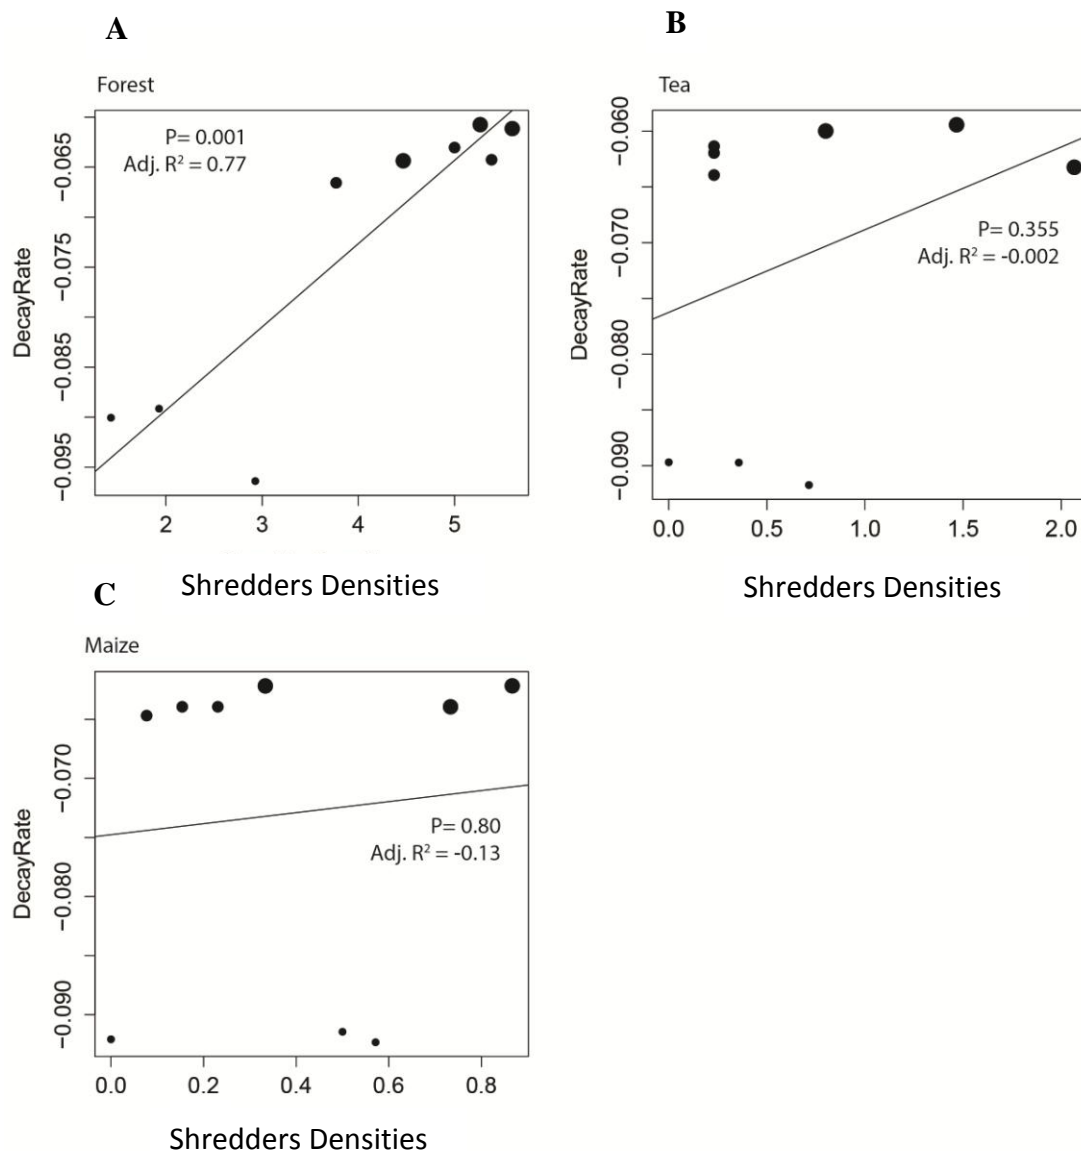 A
Forest
P= 0.001
Adj. R² = 0.77
DecayRate
−0.065
−0.075
−0.085
−0.095
2 3 4 5
Shredders Densities
B
Tea
P= 0.355
Adj. R² = -0.002
DecayRate
−0.060
−0.070
−0.080
−0.090
0.0 0.5 1.0 1.5 2.0
Shredders Densities
C
Maize
P= 0.80
Adj. R² = -0.13
DecayRate
−0.070
−0.080
−0.090
0.0 0.2 0.4 0.6 0.8
Shredders Densities